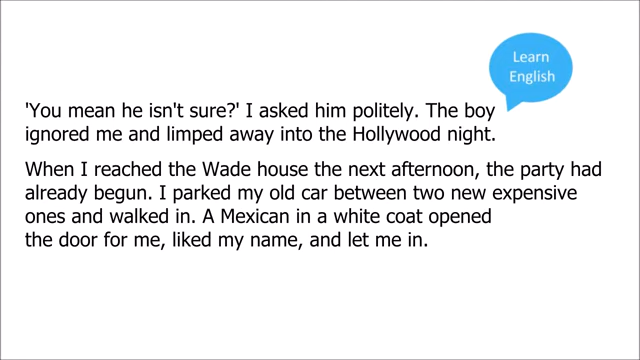 Learn
English
'You mean he isn't sure?' I asked him politely. The boy
ignored me and limped away into the Hollywood night.
When I reached the Wade house the next afternoon, the party had
already begun. I parked my old car between two new expensive
ones and walked in. A Mexican in a white coat opened
the door for me, liked my name, and let me in.